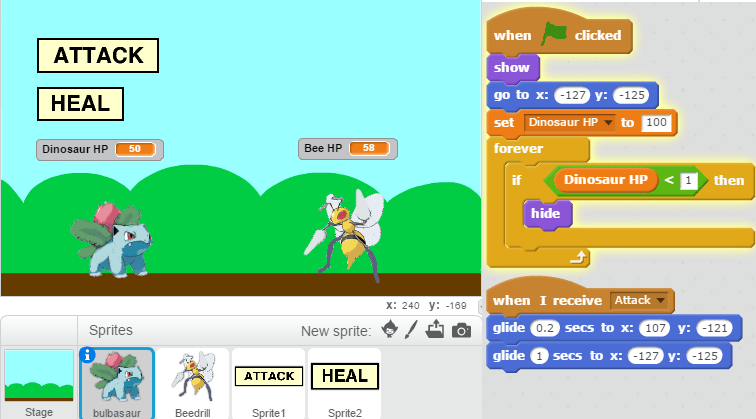 ATTACK
HEAL
Dinosaur HP 50
Bee HP 58
x: 240 y: -169
Sprites New sprite:
ATTACK
HEAL
Stage
bulbasaur
Beedrill
Sprite1
Sprite2
when clicked
show
go to x: -127 y: -125
set Dinosaur HP to 100
forever
if Dinosaur HP < 1 then
hide
when I receive Attack
glide 0.2 secs to x: 107 y: -121
glide 1 secs to x: -127 y: -125